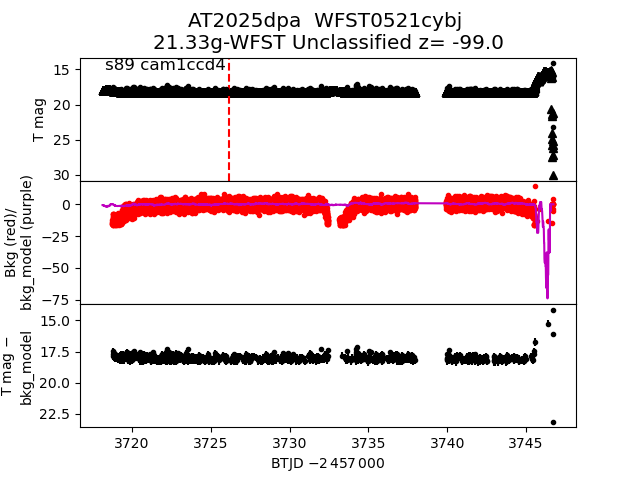 AT2025dpa  WFST0521cybj
21.33g-WFST Unclassified z= -99.0
s89 cam1ccd4
15
20
25
30
T mag
0
−25
−50
−75
Bkg (red)/
bkg_model (purple)
15.0
17.5
20.0
22.5
T mag −
bkg_model
3720 3725 3730 3735 3740 3745
BTJD −2 457 000